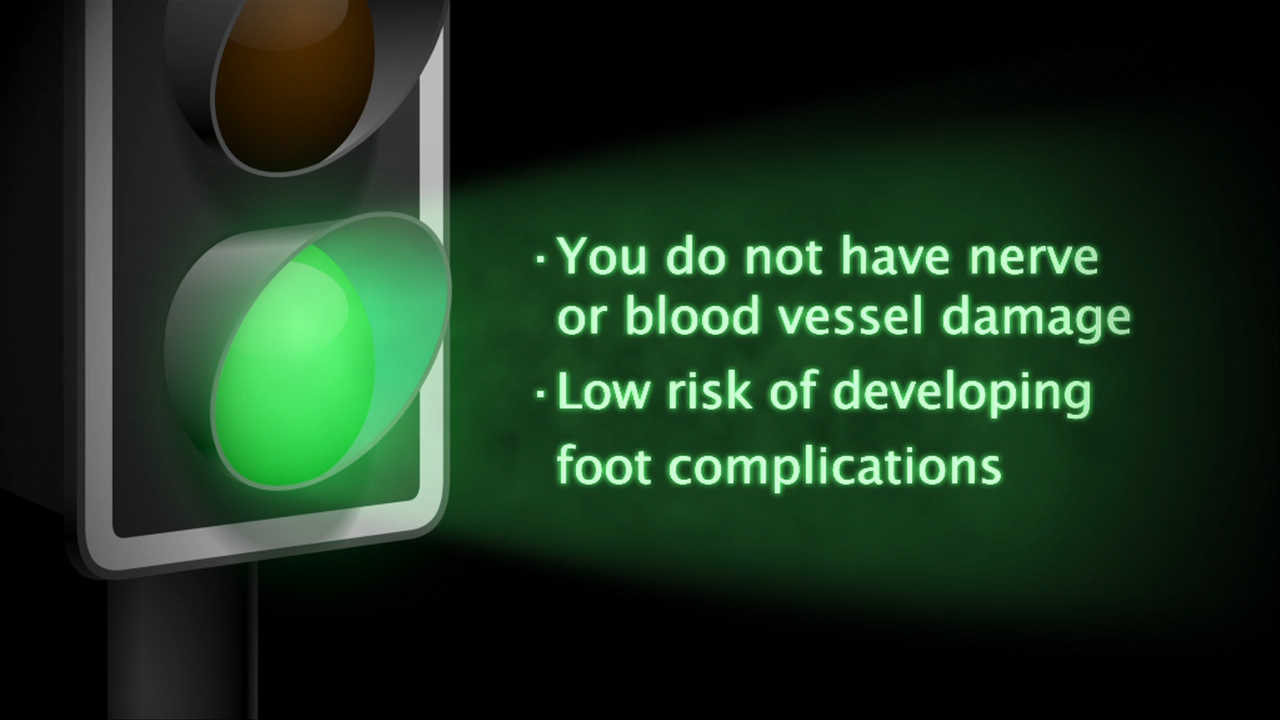 · You do not have nerve
or blood vessel damage
· Low risk of developing
foot complications